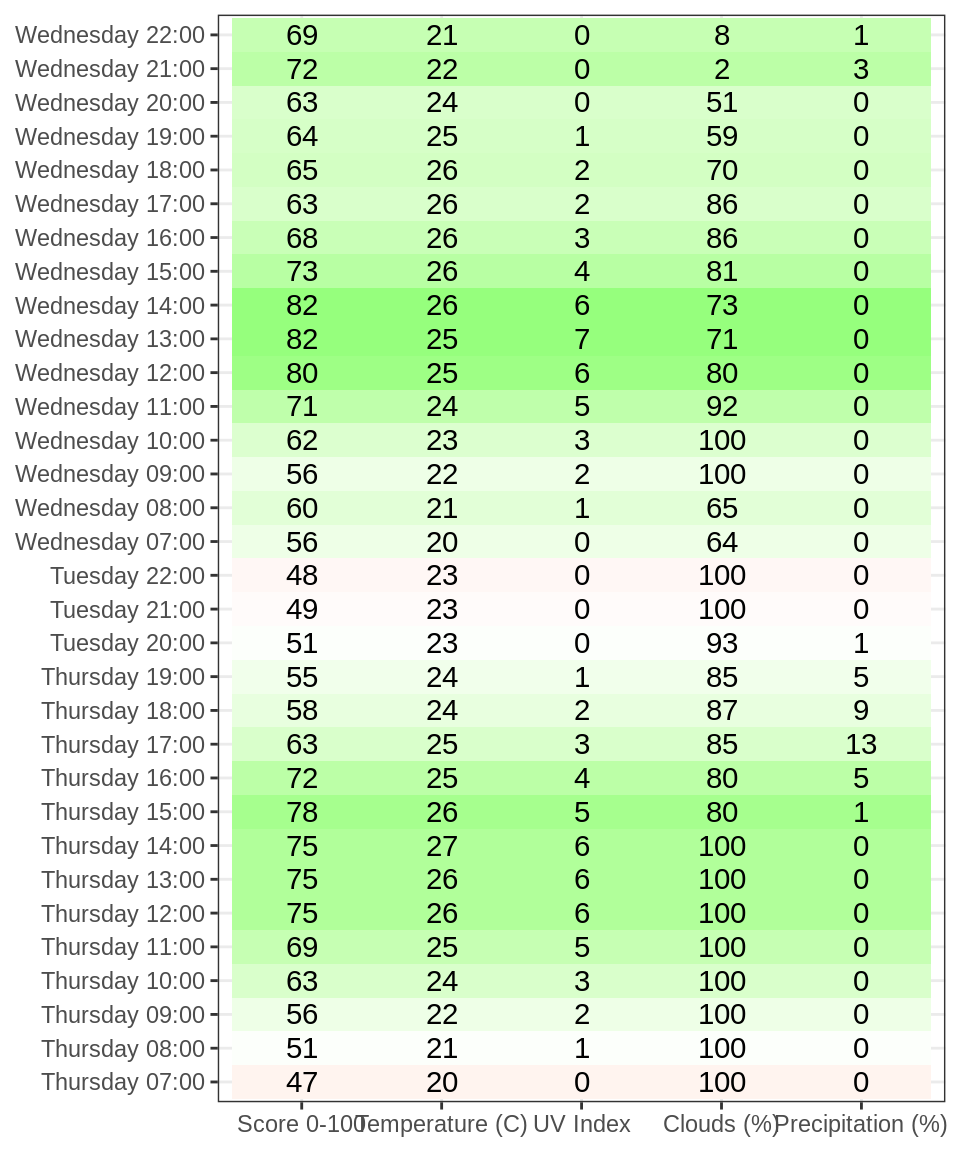 Wednesday 22:00 69 21 0 8 1
Wednesday 21:00 72 22 0 2 3
Wednesday 20:00 63 24 0 51 0
Wednesday 19:00 64 25 1 59 0
Wednesday 18:00 65 26 2 70 0
Wednesday 17:00 63 26 2 86 0
Wednesday 16:00 68 26 3 86 0
Wednesday 15:00 73 26 4 81 0
Wednesday 14:00 82 26 6 73 0
Wednesday 13:00 82 25 7 71 0
Wednesday 12:00 80 25 6 80 0
Wednesday 11:00 71 24 5 92 0
Wednesday 10:00 62 23 3 100 0
Wednesday 09:00 56 22 2 100 0
Wednesday 08:00 60 21 1 65 0
Wednesday 07:00 56 20 0 64 0
Tuesday 22:00 48 23 0 100 0
Tuesday 21:00 49 23 0 100 0
Tuesday 20:00 51 23 0 93 1
Thursday 19:00 55 24 1 85 5
Thursday 18:00 58 24 2 87 9
Thursday 17:00 63 25 3 85 13
Thursday 16:00 72 25 4 80 5
Thursday 15:00 78 26 5 80 1
Thursday 14:00 75 27 6 100 0
Thursday 13:00 75 26 6 100 0
Thursday 12:00 75 26 6 100 0
Thursday 11:00 69 25 5 100 0
Thursday 10:00 63 24 3 100 0
Thursday 09:00 56 22 2 100 0
Thursday 08:00 51 21 1 100 0
Thursday 07:00 47 20 0 100 0
Score 0-100 Temperature (C) UV Index Clouds (%) Precipitation (%)